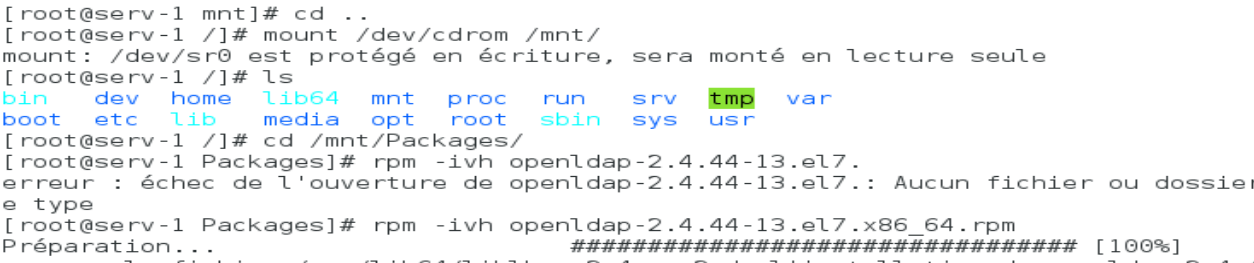 [root@serv-1 mnt]# cd ..
[root@serv-1 /]# mount /dev/cdrom /mnt/
mount: /dev/sr0 est protégé en écriture, sera monté en lecture seule
[root@serv-1 /]# ls
bin dev home lib64 mnt proc run srv tmp var
boot etc lib media opt root sbin sys usr
[root@serv-1 /]# cd /mnt/Packages/
[root@serv-1 Packages]# rpm -ivh openldap-2.4.44-13.el7.
erreur : échec de l'ouverture de openldap-2.4.44-13.el7.: Aucun fichier ou dossier
e type
[root@serv-1 Packages]# rpm -ivh openldap-2.4.44-13.el7.x86_64.rpm
Préparation... ################################# [100%]